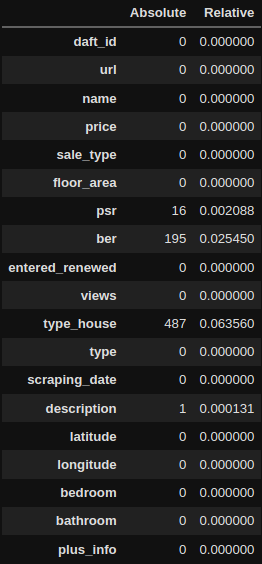 Absolute Relative
daft_id 0 0.000000
url 0 0.000000
name 0 0.000000
price 0 0.000000
sale_type 0 0.000000
floor_area 0 0.000000
psr 16 0.002088
ber 195 0.025450
entered_renewed 0 0.000000
views 0 0.000000
type_house 487 0.063560
type 0 0.000000
scraping_date 0 0.000000
description 1 0.000131
latitude 0 0.000000
longitude 0 0.000000
bedroom 0 0.000000
bathroom 0 0.000000
plus_info 0 0.000000